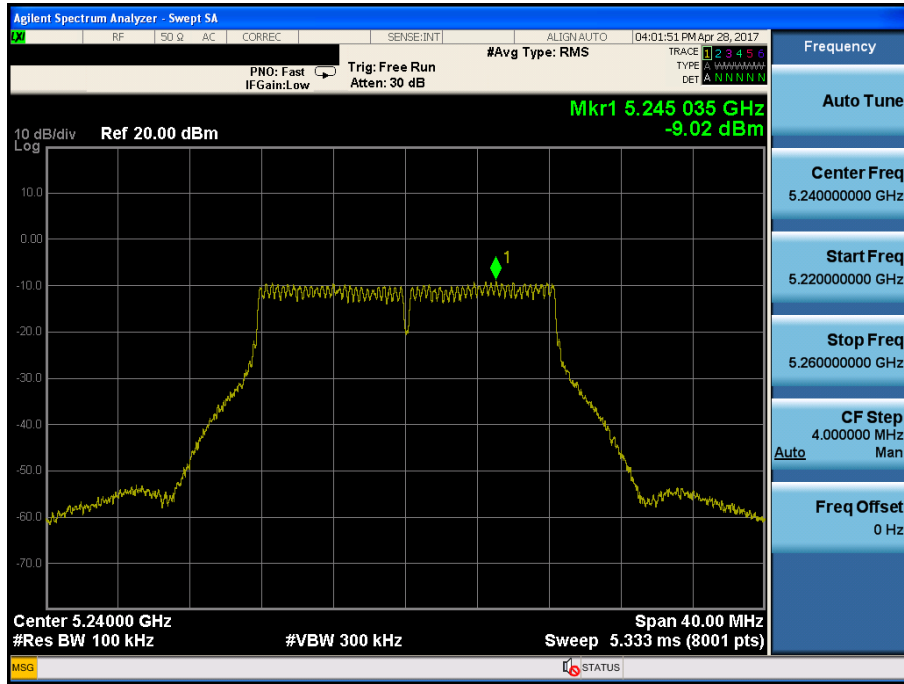 Agilent Spectrum Analyzer - Swept SA
LXI RF 50 Ω AC CORREC SENSE:INT ALIGN AUTO 04:01:51 PM Apr 28, 2017
#Avg Type: RMS TRACE 1 2 3 4 5 6
PNO: Fast Trig: Free Run TYPE A WWWWW
IFGain:Low Atten: 30 dB DET A N N N N N
Mkr1 5.245 035 GHz
10 dB/div Ref 20.00 dBm -9.02 dBm
Log
10.0
0.00
1
-10.0
-20.0
-30.0
-40.0
-50.0
-60.0
-70.0
Center 5.24000 GHz Span 40.00 MHz
#Res BW 100 kHz #VBW 300 kHz Sweep 5.333 ms (8001 pts)
MSG STATUS
Frequency
Auto Tune
Center Freq
5.240000000 GHz
Start Freq
5.220000000 GHz
Stop Freq
5.260000000 GHz
CF Step
4.000000 MHz
Auto Man
Freq Offset
0 Hz